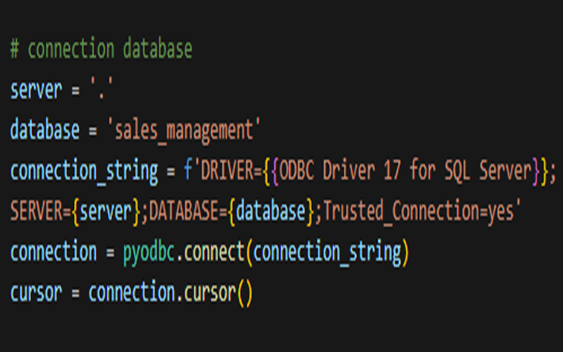 # connection database
server = '.'
database = 'sales_management'
connection_string = f'DRIVER={{ODBC Driver 17 for SQL Server}};
SERVER={server};DATABASE={database};Trusted_Connection=yes'
connection = pyodbc.connect(connection_string)
cursor = connection.cursor()